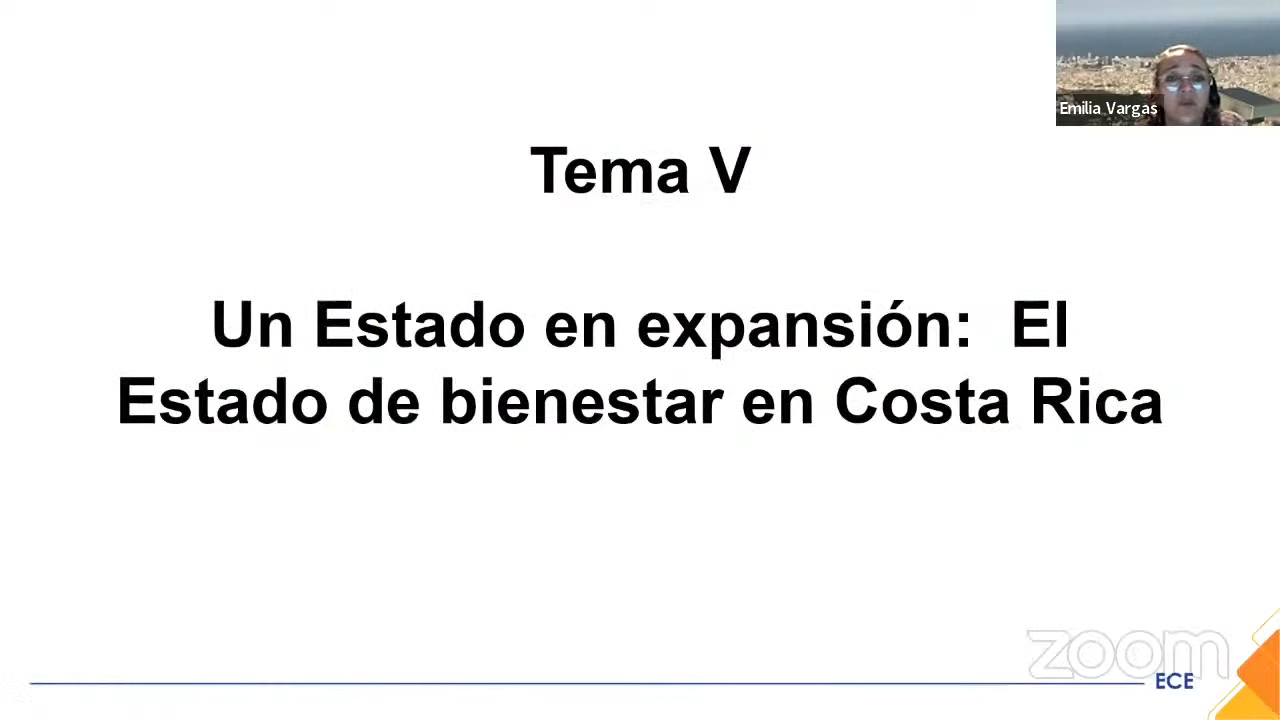 Emilia Vargas
Tema V
Un Estado en expansión:  El
Estado de bienestar en Costa Rica
zoom
ECE